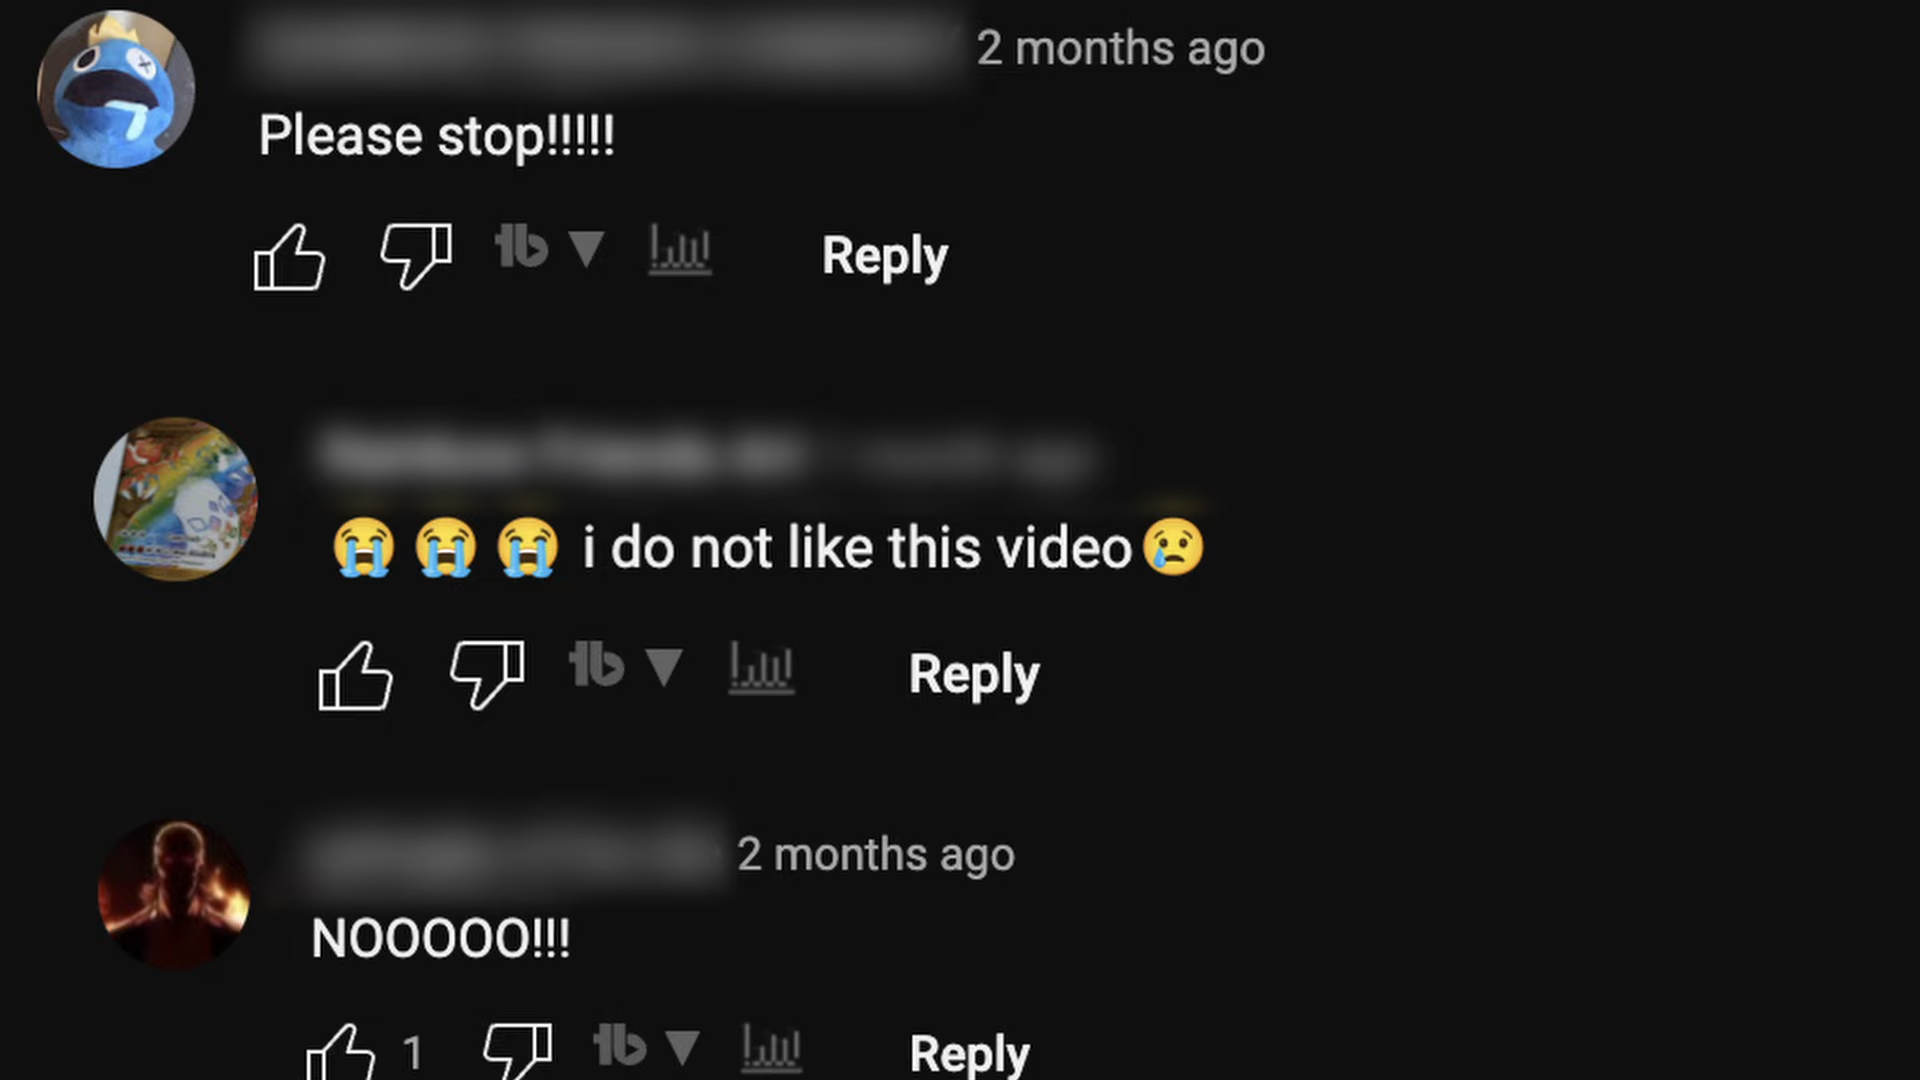 2 months ago
Please stop!!!!!
Reply
😭 😭 😭 i do not like this video😢
Reply
2 months ago
NOOOOO!!!
1
Reply